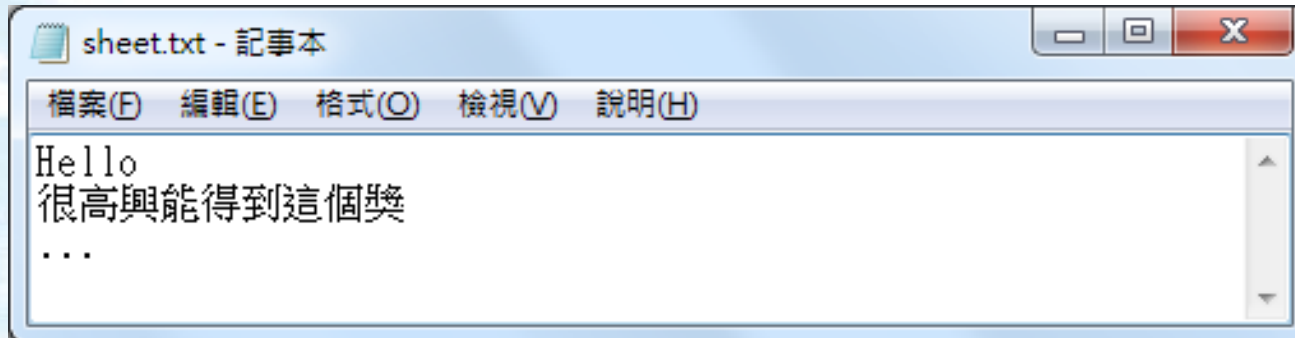 sheet.txt - 記事本
檔案(F) 編輯(E) 格式(O) 檢視(V) 說明(H)
Hello
很高興能得到這個獎
...